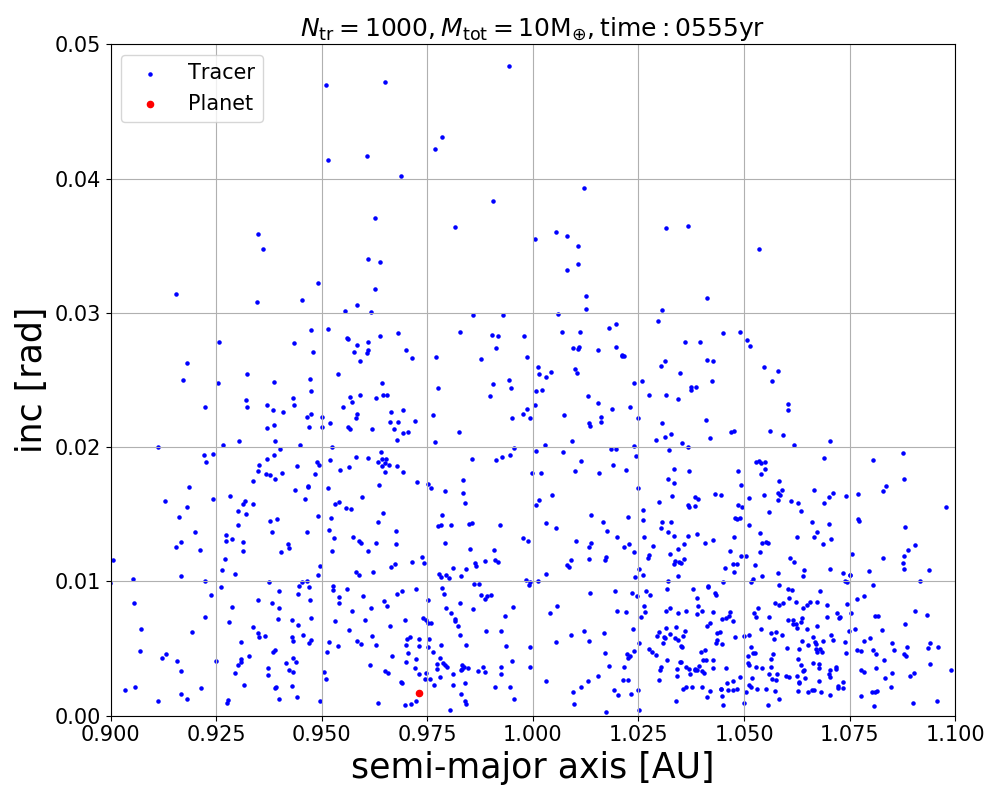 N_tr = 1000, M_tot = 10M_⊕, time : 0555yr
0.05
Tracer
Planet
0.04
0.03
inc [rad]
0.02
0.01
0.00
0.900 0.925 0.950 0.975 1.000 1.025 1.050 1.075 1.100
semi-major axis [AU]